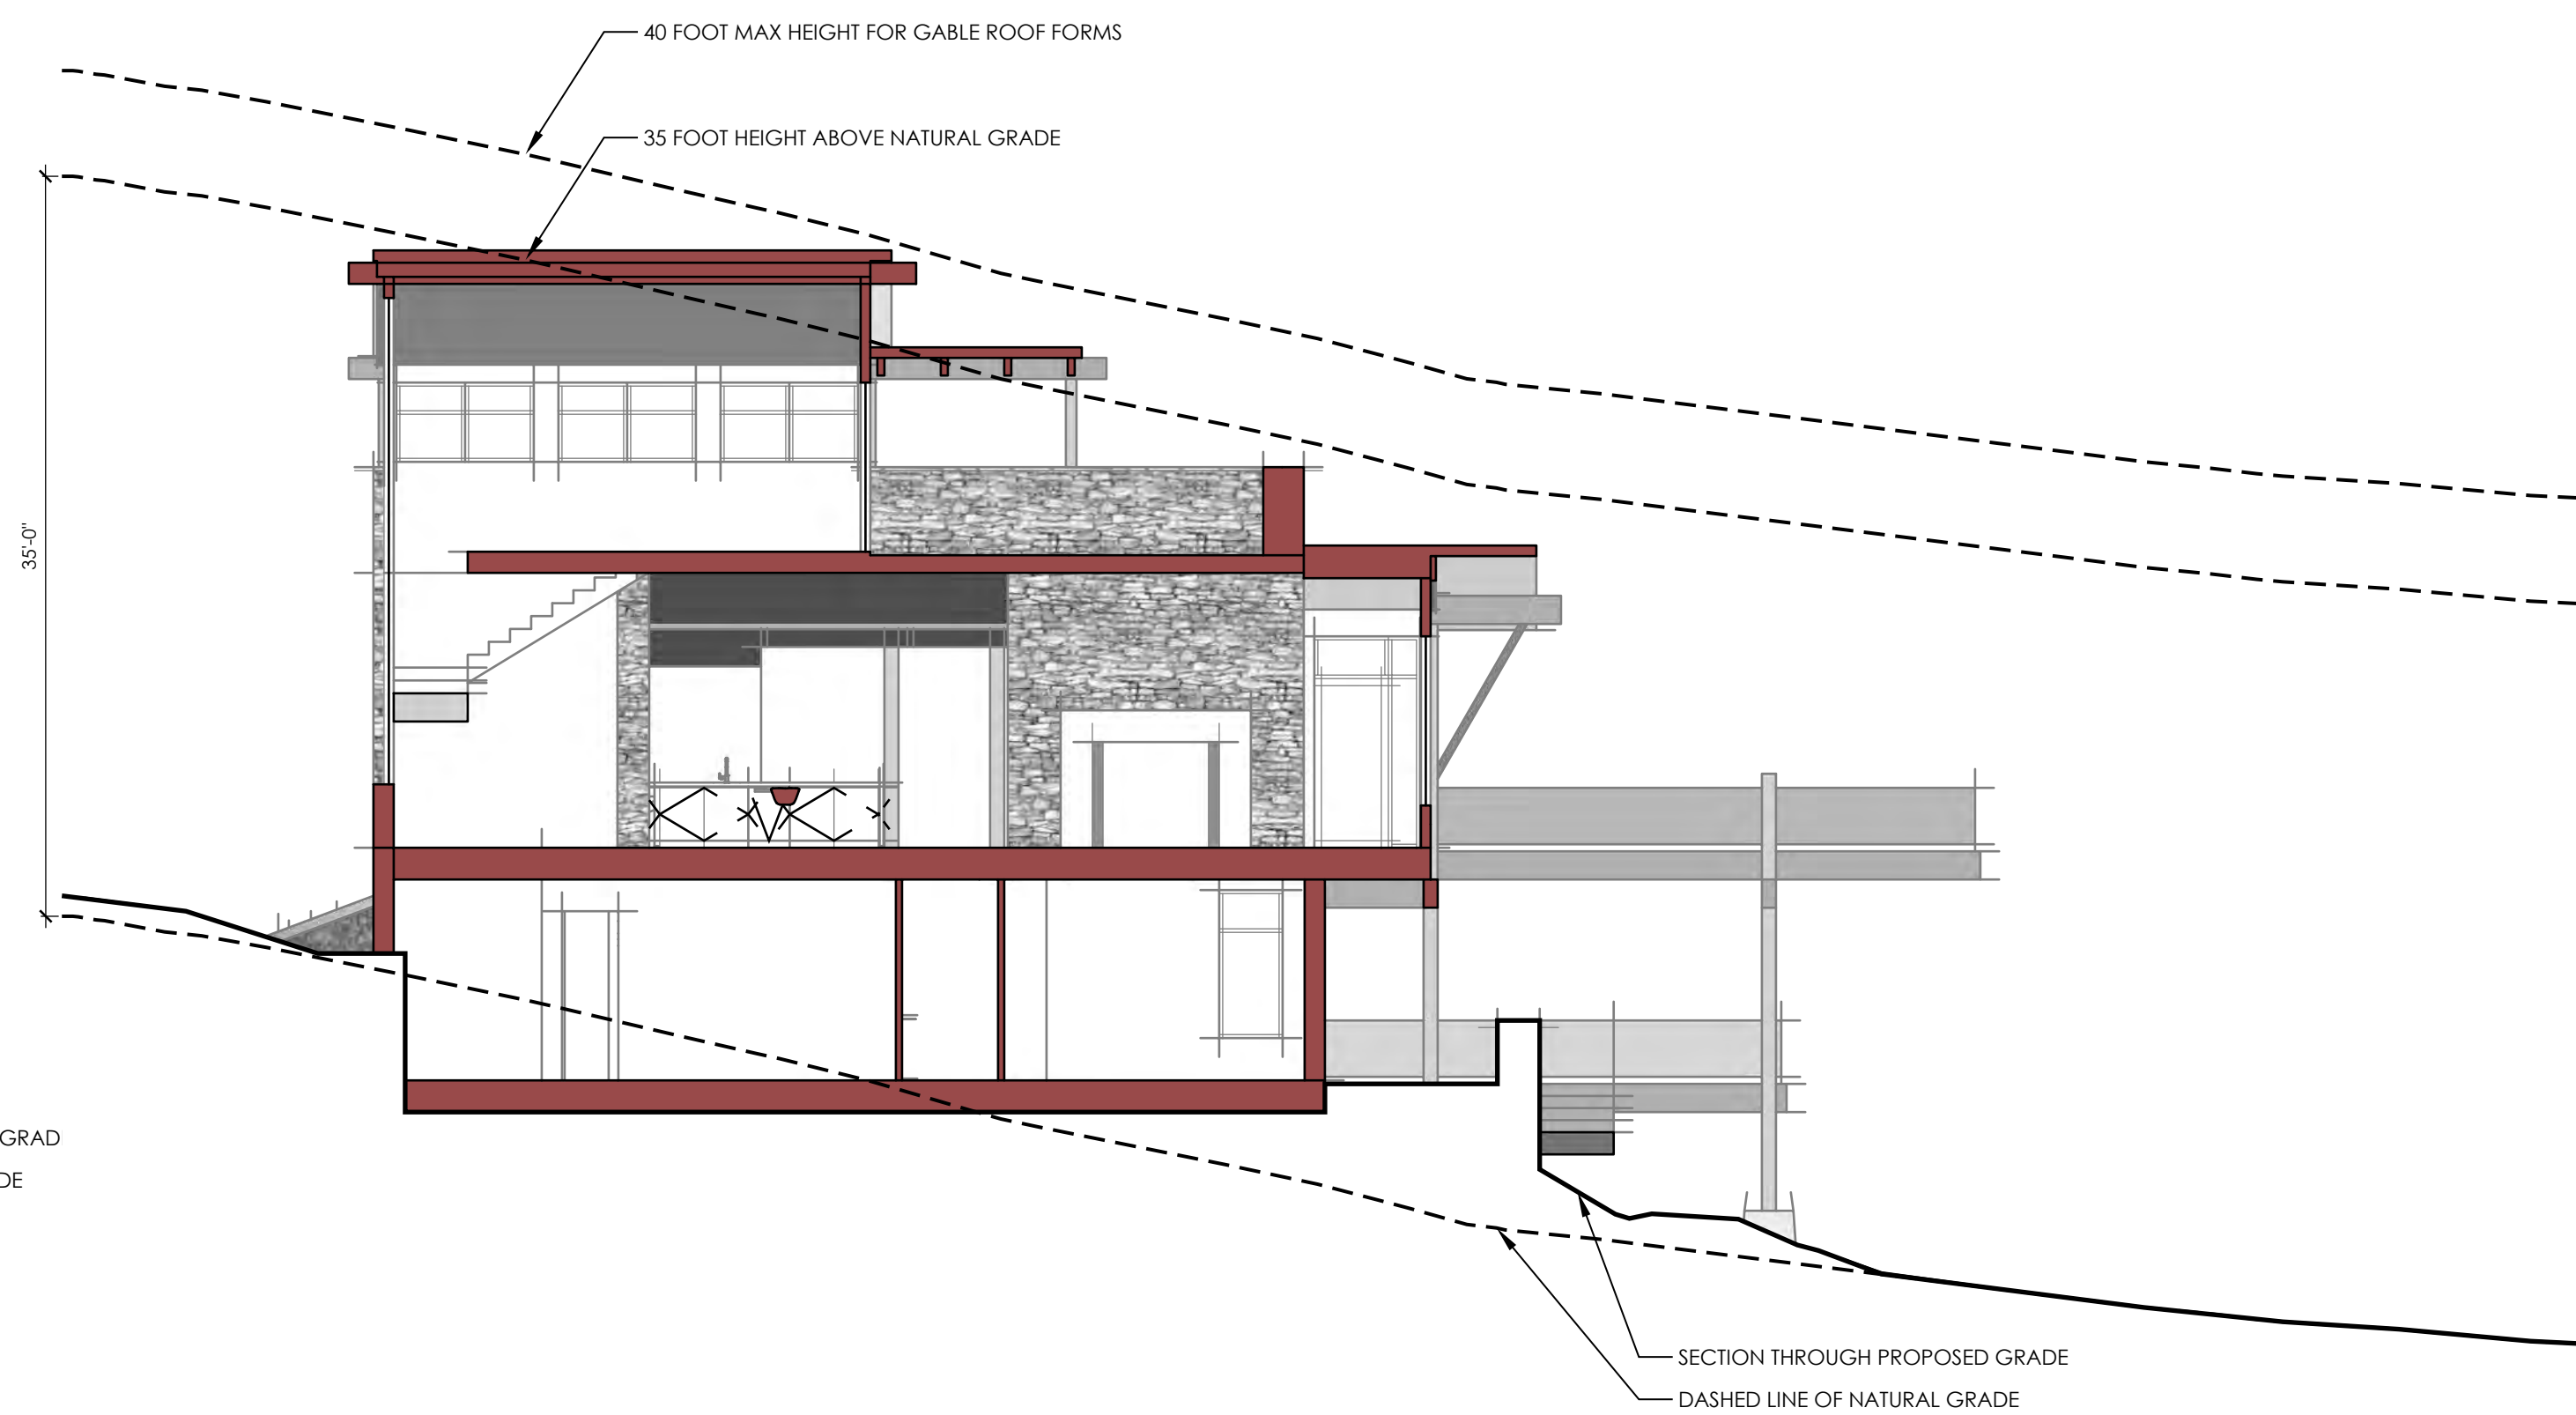 40 FOOT MAX HEIGHT FOR GABLE ROOF FORMS
35 FOOT HEIGHT ABOVE NATURAL GRADE
35'-0"
GRAD
DE
SECTION THROUGH PROPOSED GRADE
DASHED LINE OF NATURAL GRADE